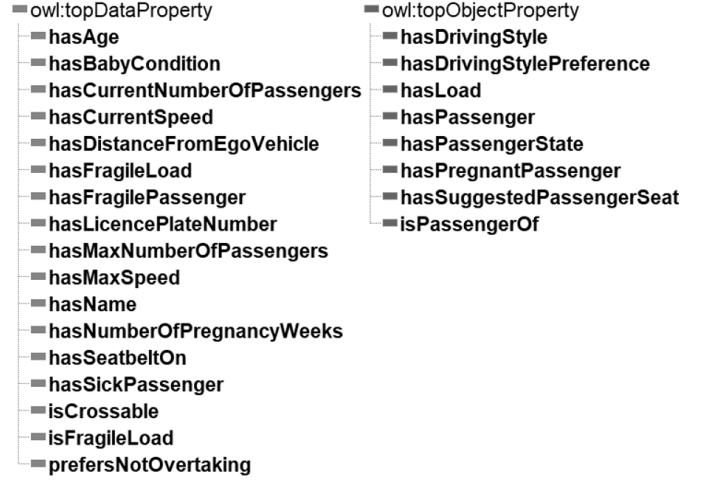 owl:topDataProperty
hasAge
hasBabyCondition
hasCurrentNumberOfPassengers
hasCurrentSpeed
hasDistanceFromEgoVehicle
hasFragileLoad
hasFragilePassenger
hasLicencePlateNumber
hasMaxNumberOfPassengers
hasMaxSpeed
hasName
hasNumberOfPregnancyWeeks
hasSeatbeltOn
hasSickPassenger
isCrossable
isFragileLoad
prefersNotOvertaking
owl:topObjectProperty
hasDrivingStyle
hasDrivingStylePreference
hasLoad
hasPassenger
hasPassengerState
hasPregnantPassenger
hasSuggestedPassengerSeat
isPassengerOf